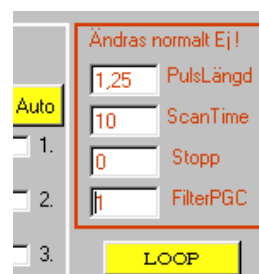 Ändras normalt Ej !
1,25 PulsLängd
Auto
10 ScanTime
1.
0 Stopp
2.
1 FilterPGC
3.
LOOP